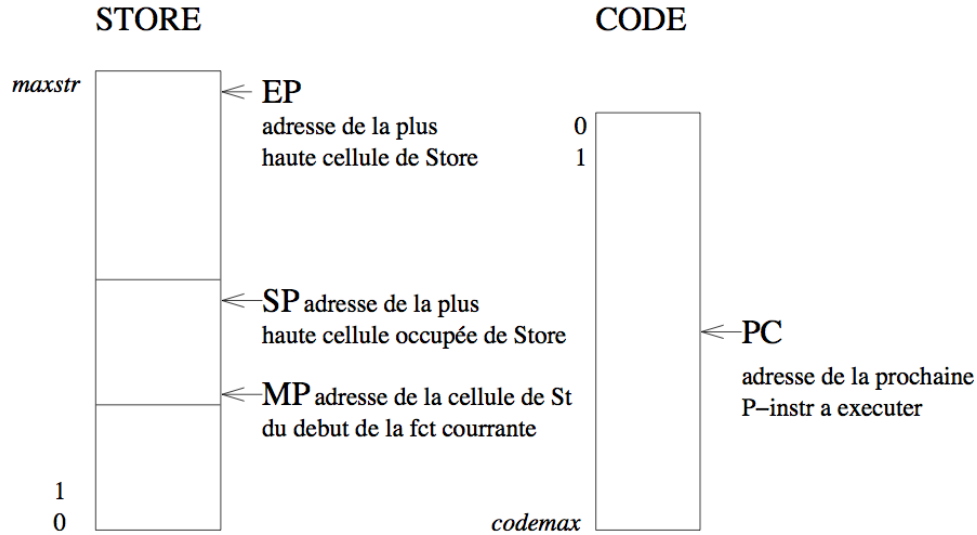 STORE
CODE
maxstr
EP
adresse de la plus
haute cellule de Store
0
1
SP adresse de la plus
haute cellule occupée de Store
PC
adresse de la prochaine
P–instr a executer
MP adresse de la cellule de St
du debut de la fct courrante
1
0
codemax